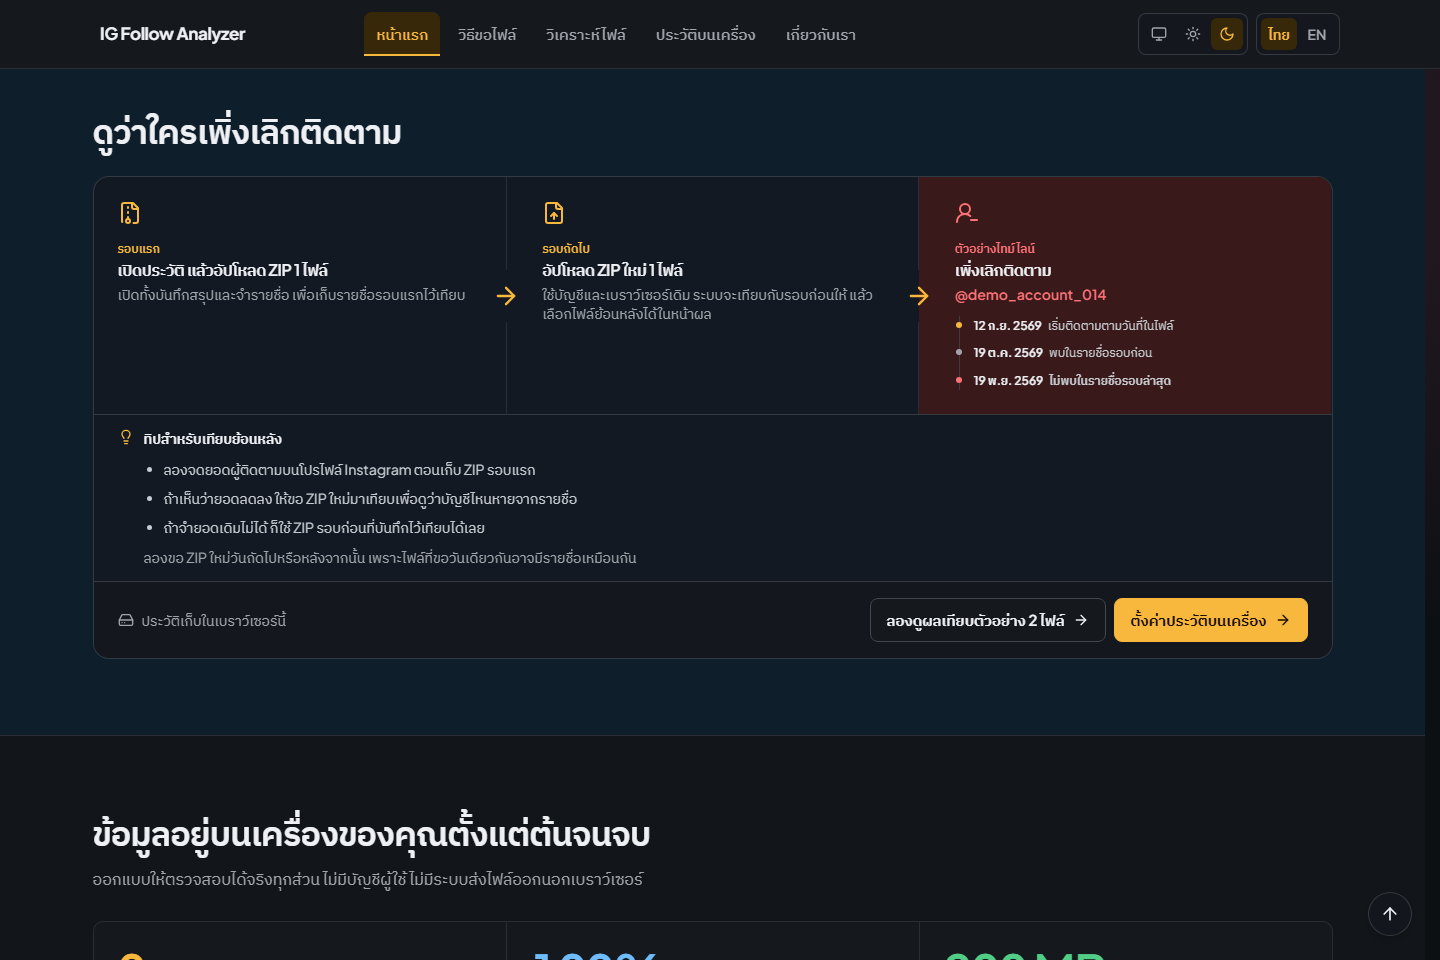 IG Follow Analyzer
หน้าแรก
วิธีขอไฟล์
วิเคราะห์ไฟล์
ประวัติบนเครื่อง
เกี่ยวกับเรา
ไทย
EN
ดูว่าใครเพิ่งเลิกติดตาม
รอบแรก
เปิดประวัติ แล้วอัปโหลด ZIP 1 ไฟล์
เปิดทั้งบันทึกสรุปและจำรายชื่อ เพื่อเก็บรายชื่อรอบแรกไว้เทียบ
รอบถัดไป
อัปโหลด ZIP ใหม่ 1 ไฟล์
ใช้บัญชีและเบราว์เซอร์เดิม ระบบจะเทียบกับรอบก่อนให้ แล้ว
เลือกไฟล์ย้อนหลังได้ในหน้าผล
ตัวอย่างไทม์ไลน์
เพิ่งเลิกติดตาม
@demo_account_014
12 ก.ย. 2569 เริ่มติดตามตามวันที่ในไฟล์
19 ต.ค. 2569 พบในรายชื่อรอบก่อน
19 พ.ย. 2569 ไม่พบในรายชื่อรอบล่าสุด
ทิปสำหรับเทียบย้อนหลัง
ลองจดยอดผู้ติดตามบนโปรไฟล์ Instagram ตอนเก็บ ZIP รอบแรก
ถ้าเห็นว่ายอดลดลง ให้ขอ ZIP ใหม่มาเทียบเพื่อดูว่าบัญชีไหนหายจากรายชื่อ
ถ้าจำยอดเดิมไม่ได้ ก็ใช้ ZIP รอบก่อนที่บันทึกไว้เทียบได้เลย
ลองขอ ZIP ใหม่วันถัดไปหรือหลังจากนั้น เพราะไฟล์ที่ขอวันเดียวกันอาจมีรายชื่อเหมือนกัน
ประวัติเก็บในเบราว์เซอร์นี้
ลองดูผลเทียบตัวอย่าง 2 ไฟล์
ตั้งค่าประวัติบนเครื่อง
ข้อมูลอยู่บนเครื่องของคุณตั้งแต่ต้นจนจบ
ออกแบบให้ตรวจสอบได้จริงทุกส่วน ไม่มีบัญชีผู้ใช้ ไม่มีระบบส่งไฟล์ออกนอกเบราว์เซอร์